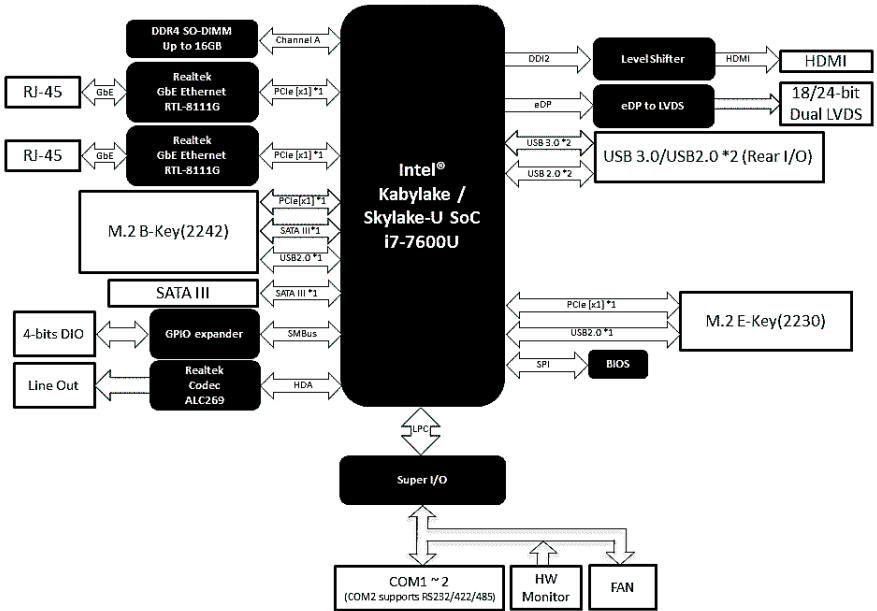 DDR4 SO-DIMM
Up to 16GB
Channel A
RJ-45
GbE
Realtek
GbE Ethernet
RTL-8111G
PCIe [x1] *1
RJ-45
GbE
Realtek
GbE Ethernet
RTL-8111G
PCIe [x1] *1
M.2 B-Key(2242)
PCIe[x1] *1
SATA III*1
USB2.0 *1
SATA III
SATA III *1
4-bits DIO
GPIO expander
SMBus
Line Out
Realtek
Codec
ALC269
HDA
Intel®
Kabylake /
Skylake-U SoC
i7-7600U
DDI2
Level Shifter
HDMI
HDMI
eDP
eDP to LVDS
18/24-bit
Dual LVDS
USB 3.0 *2
USB 2.0 *2
USB 3.0/USB2.0 *2 (Rear I/O)
PCIe [x1] *1
USB2.0 *1
M.2 E-Key(2230)
SPI
BIOS
LPC
Super I/O
COM1 ~ 2
(COM2 supports RS232/422/485)
HW
Monitor
FAN